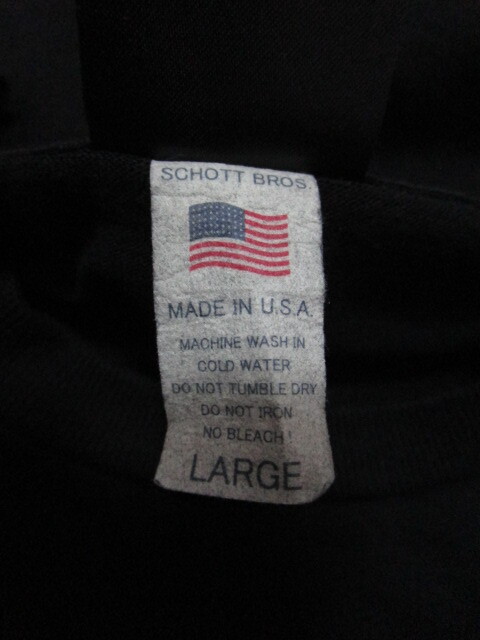 SCHOTT BROS.
MADE IN U.S.A.
MACHINE WASH IN
COLD WATER
DO NOT TUMBLE DRY
DO NOT IRON
NO BLEACH !
LARGE